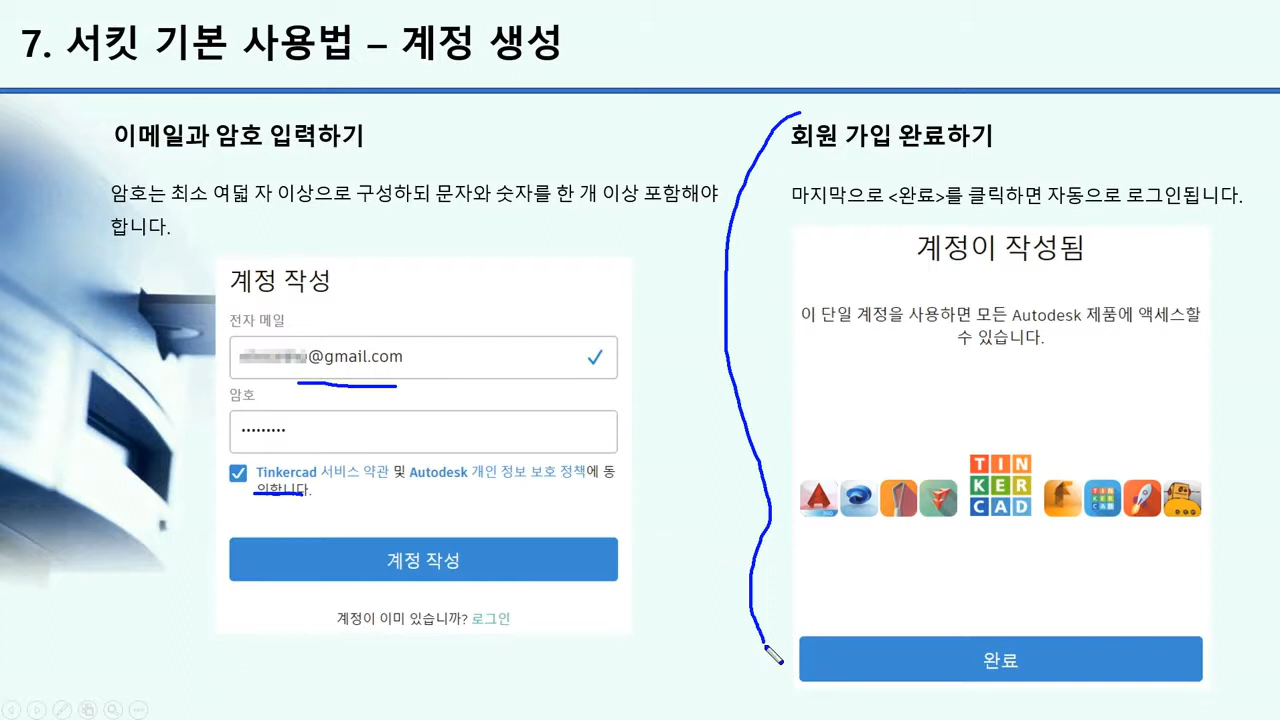 7. 서킷 기본 사용법 – 계정 생성
이메일과 암호 입력하기
암호는 최소 여덟 자 이상으로 구성하되 문자와 숫자를 한 개 이상 포함해야
합니다.
계정 작성
전자 메일
@gmail.com
암호
Tinkercad 서비스 약관 및 Autodesk 개인 정보 보호 정책에 동
의합니다.
계정 작성
계정이 이미 있습니까? 로그인
회원 가입 완료하기
마지막으로 <완료>를 클릭하면 자동으로 로그인됩니다.
계정이 작성됨
이 단일 계정을 사용하면 모든 Autodesk 제품에 액세스할
수 있습니다.
TIN
KER
CAD
완료